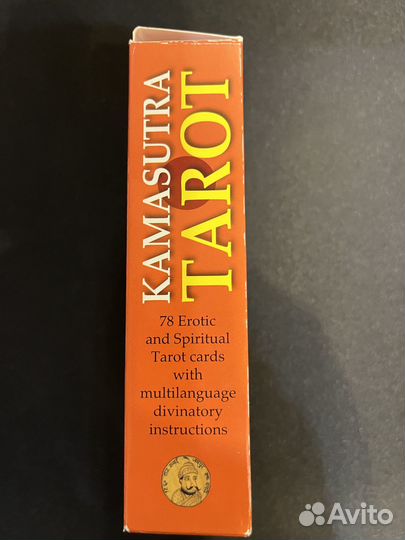 KAMASUTRA
TAROT
78 Erotic
and Spiritual
Tarot cards
with
multilanguage
divinatory
instructions
Avito